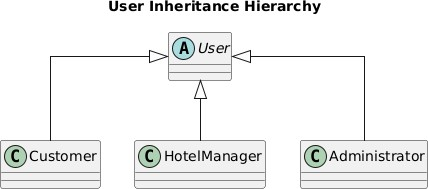 User Inheritance Hierarchy
A User
C Customer
C HotelManager
C Administrator